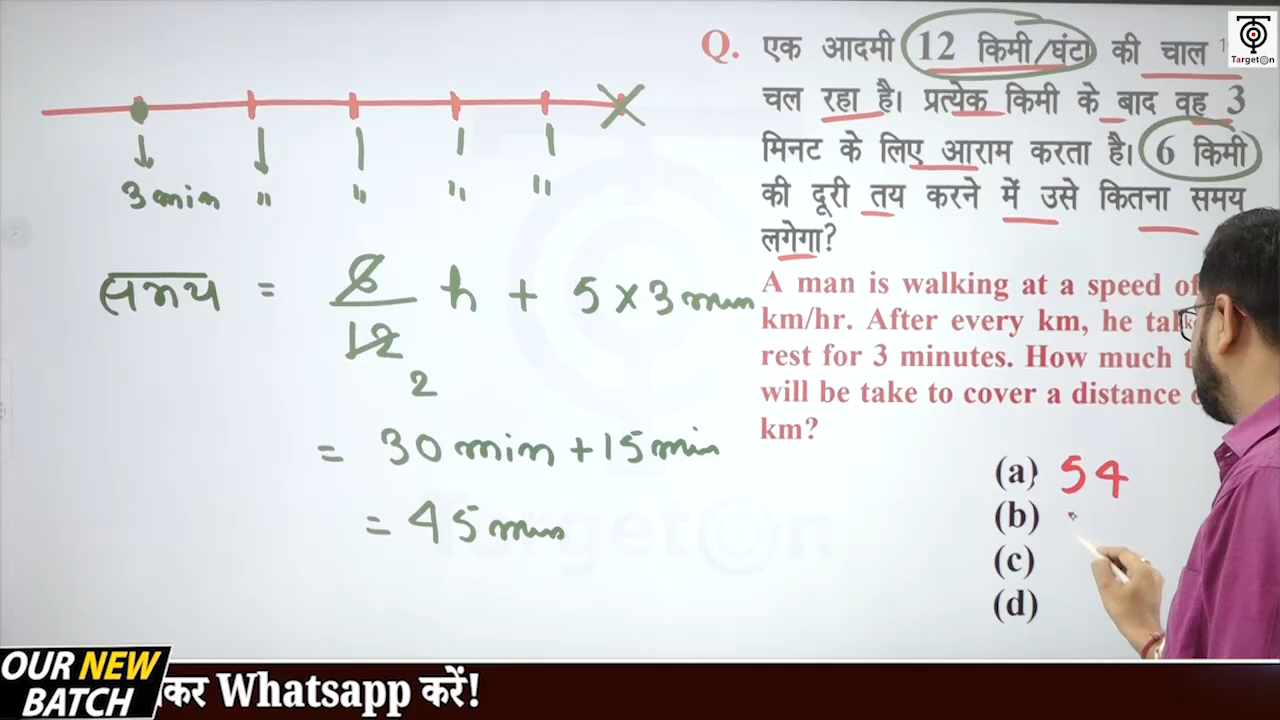 Q. एक आदमी 12 किमी/घंटा की चाल
चल रहा है। प्रत्येक किमी के बाद वह 3
मिनट के लिए आराम करता है। 6 किमी
की दूरी तय करने में उसे कितना समय
लगेगा?
A man is walking at a speed of
km/hr. After every km, he
rest for 3 minutes. How much
will be take to cover a distance
km?
(a) 54
(b)
(c)
(d)
3 min " " " "
समय = 6/12 h + 5 × 3 min
2
= 30 min + 15 min
= 45 min
TargetOn
TargetOn
OUR NEW
BATCH
कर Whatsapp करें!